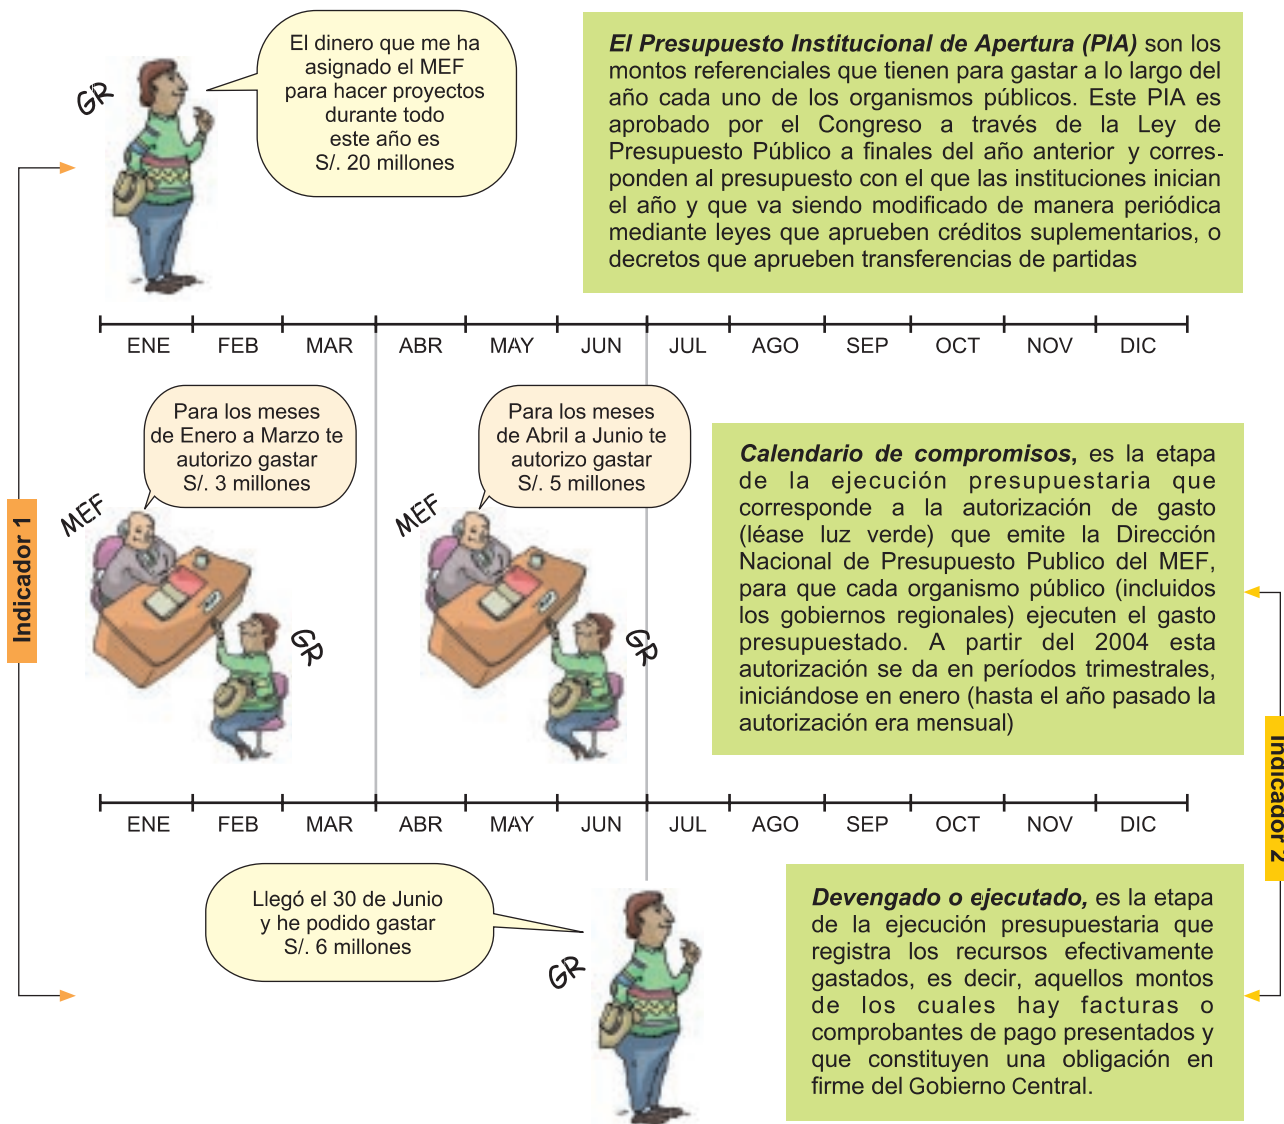 GR
El dinero que me ha
asignado el MEF
para hacer proyectos
durante todo
este año es
S/. 20 millones
El Presupuesto Institucional de Apertura (PIA) son los
montos referenciales que tienen para gastar a lo largo del
año cada uno de los organismos públicos. Este PIA es
aprobado por el Congreso a través de la Ley de
Presupuesto Público a finales del año anterior y corres-
ponden al presupuesto con el que las instituciones inician
el año y que va siendo modificado de manera periódica
mediante leyes que aprueben créditos suplementarios, o
decretos que aprueben transferencias de partidas
ENE FEB MAR ABR MAY JUN JUL AGO SEP OCT NOV DIC
Indicador 1
MEF
Para los meses
de Enero a Marzo te
autorizo gastar
S/. 3 millones
GR
MEF
Para los meses
de Abril a Junio te
autorizo gastar
S/. 5 millones
GR
Calendario de compromisos, es la etapa
de la ejecución presupuestaria que
corresponde a la autorización de gasto
(léase luz verde) que emite la Dirección
Nacional de Presupuesto Publico del MEF,
para que cada organismo público (incluidos
los gobiernos regionales) ejecuten el gasto
presupuestado. A partir del 2004 esta
autorización se da en períodos trimestrales,
iniciándose en enero (hasta el año pasado la
autorización era mensual)
Indicador 2
ENE FEB MAR ABR MAY JUN JUL AGO SEP OCT NOV DIC
Llegó el 30 de Junio
y he podido gastar
S/. 6 millones
GR
Devengado o ejecutado, es la etapa
de la ejecución presupuestaria que
registra los recursos efectivamente
gastados, es decir, aquellos montos
de los cuales hay facturas o
comprobantes de pago presentados y
que constituyen una obligación en
firme del Gobierno Central.